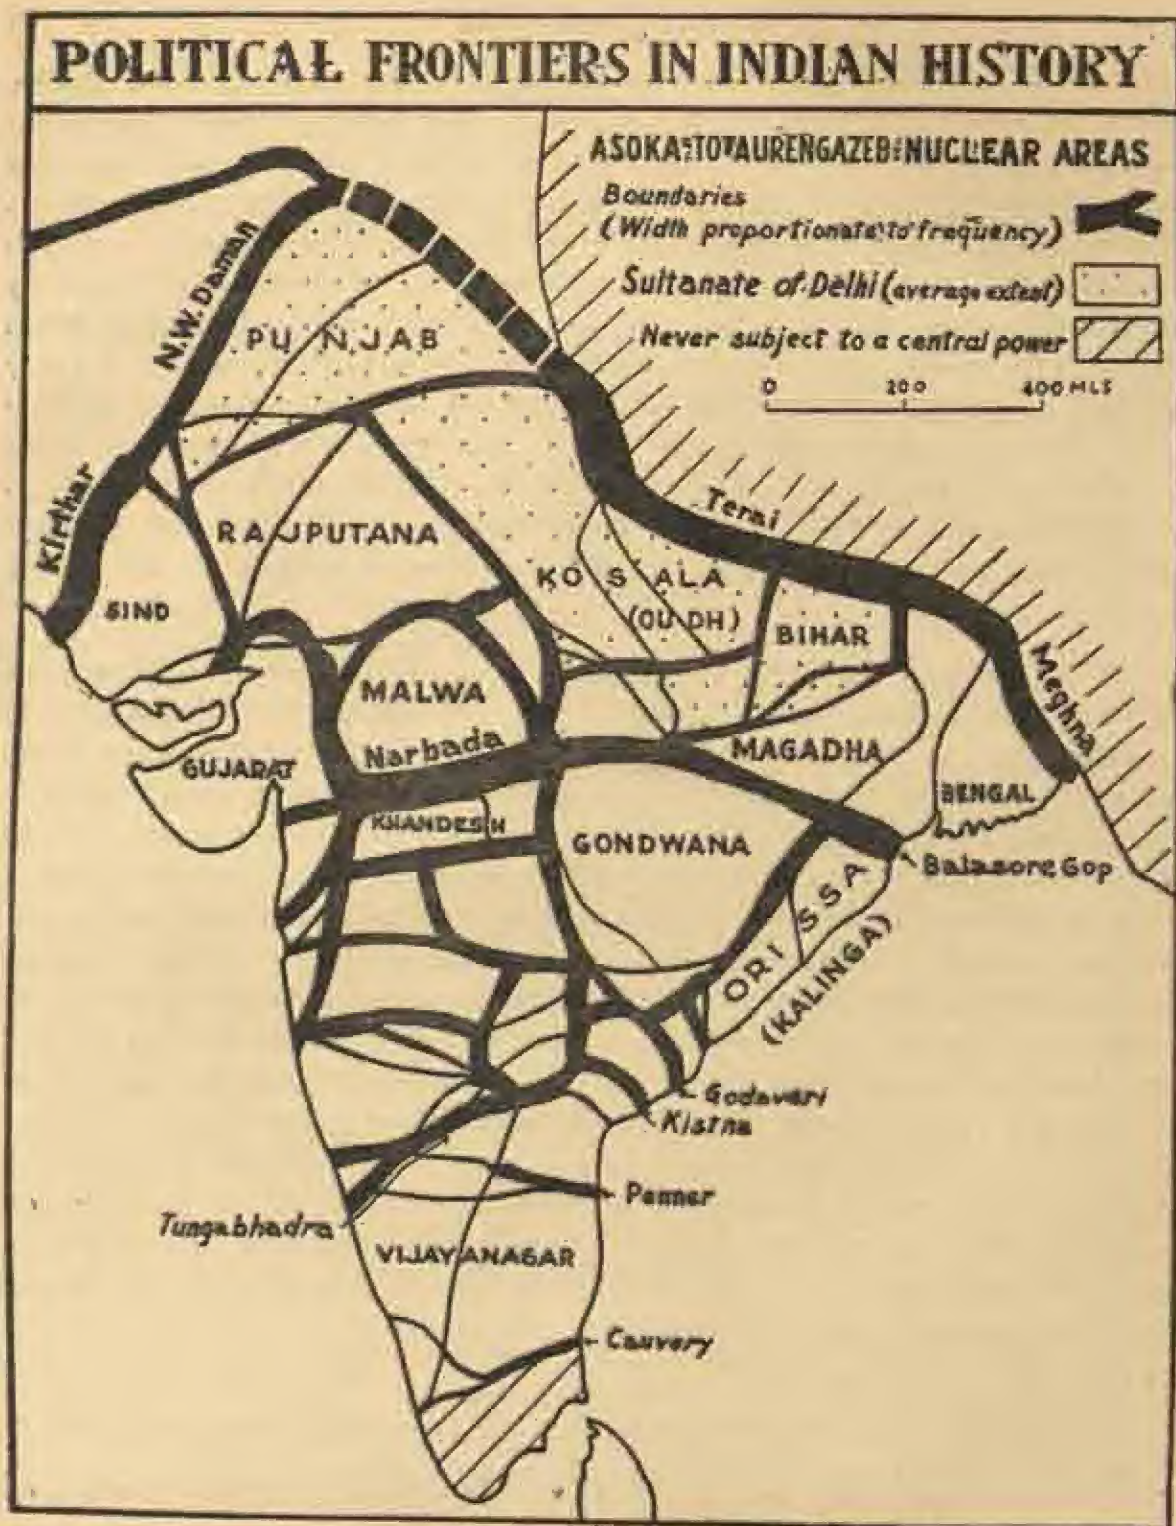 POLITICAL FRONTIERS IN INDIAN HISTORY
ASOKA TO AURENGAZEB: NUCLEAR AREAS
Boundaries
(Width proportionate to frequency)
Sultanate of Delhi (average extent)
Never subject to a central power
0 200 400 MLS
N.W. Daman
PUNJAB
Kirthar
Terai
RAJPUTANA
KOSALA
(OUDH)
SIND
BIHAR
Meghna
MALWA
Narbada
MAGADHA
GUJARAT
BENGAL
KHANDESH
GONDWANA
Balasore Gap
ORISSA
(KALINGA)
Godavari
Kistna
Penner
Tungabhadra
VIJAYANAGAR
Cauvery